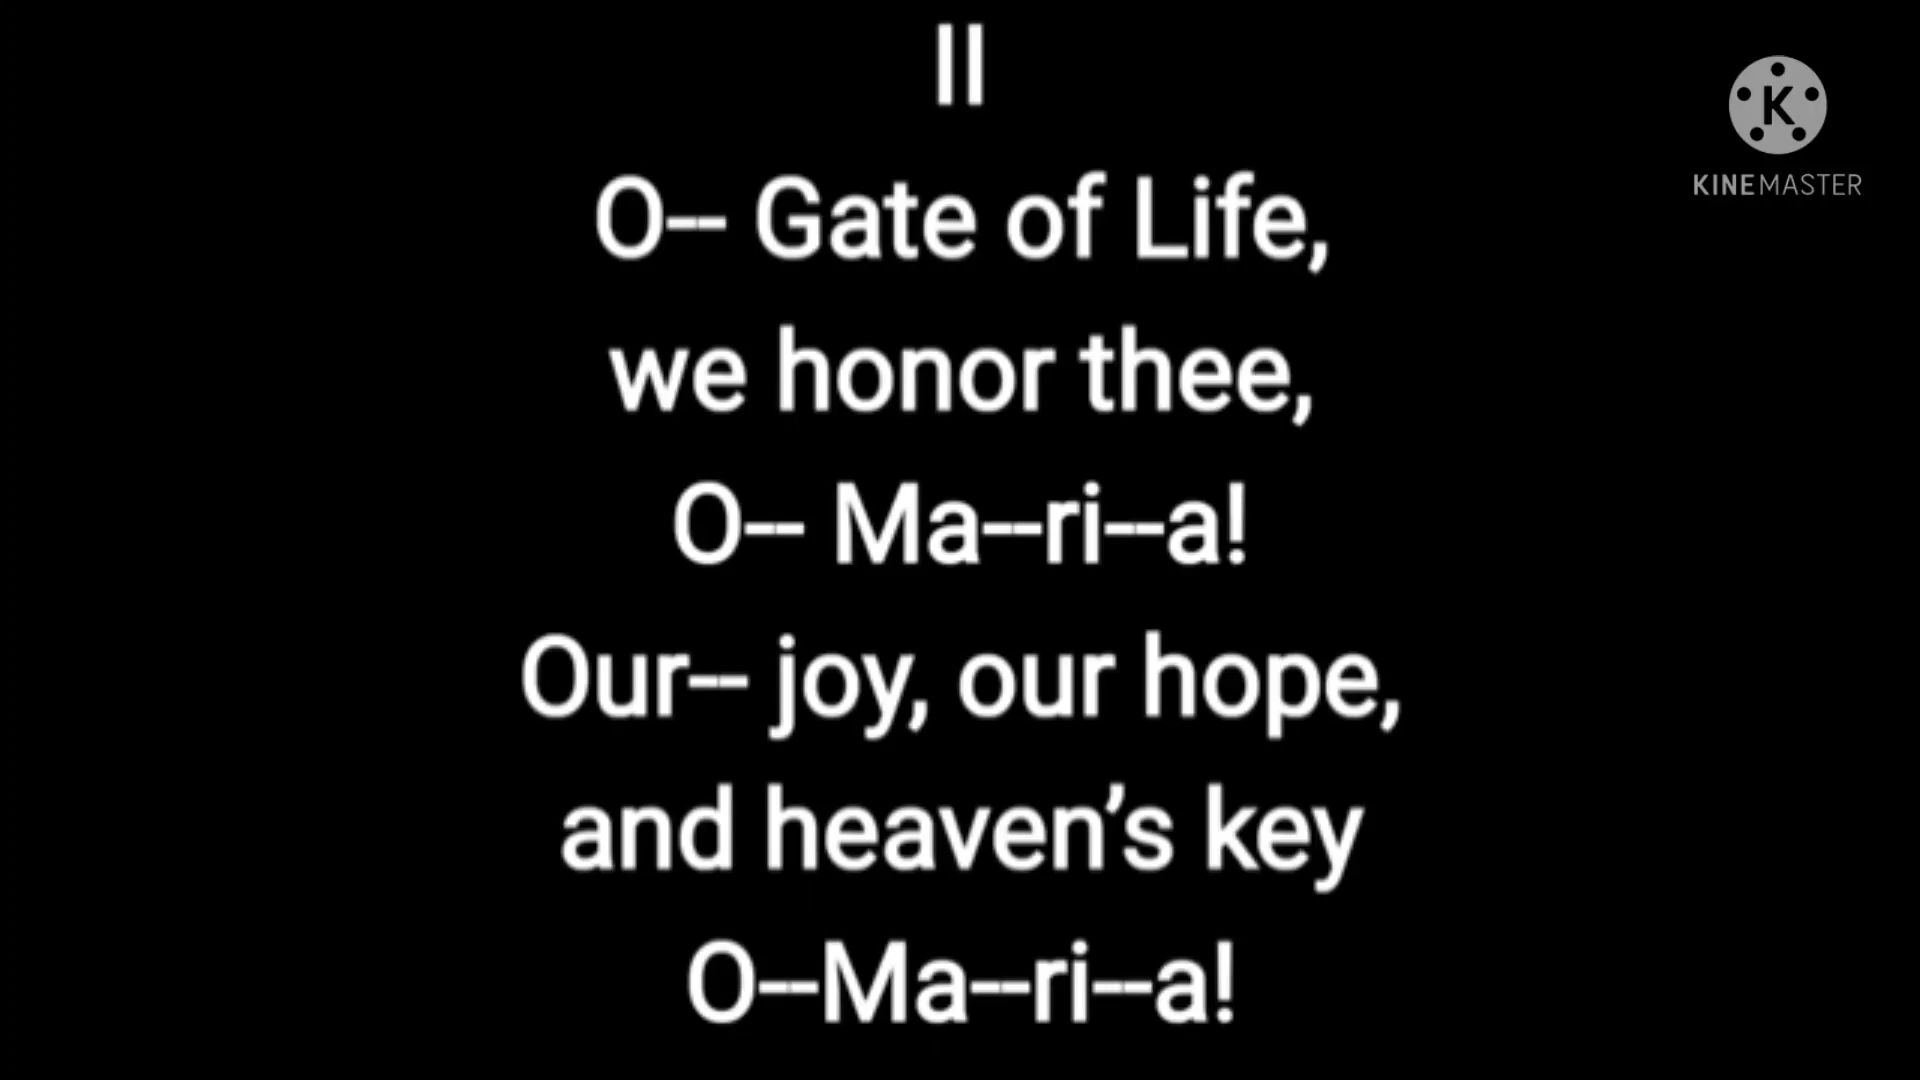 II
O-- Gate of Life,
we honor thee,
O-- Ma--ri--a!
Our-- joy, our hope,
and heaven’s key
O--Ma--ri--a!
K
KINEMASTER